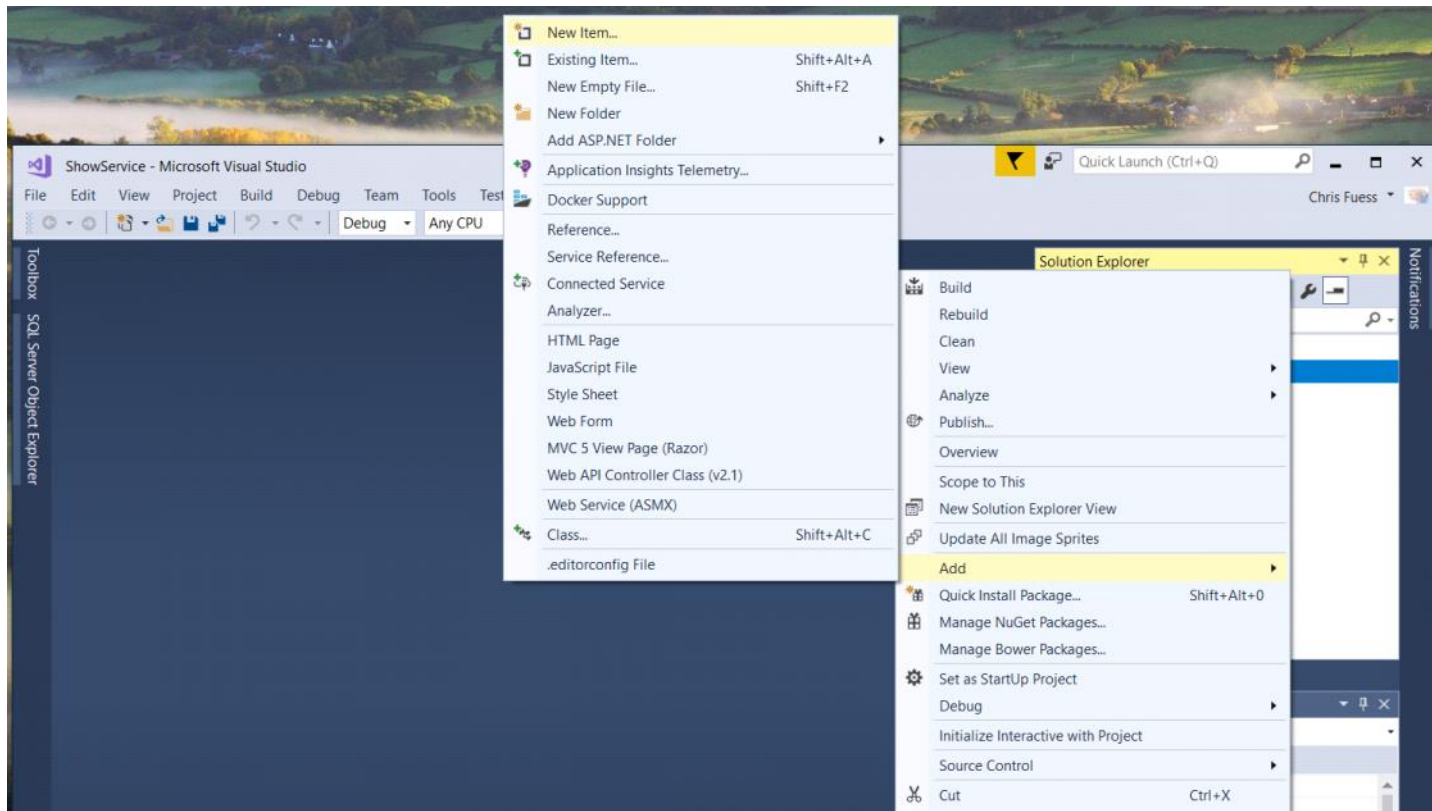 New Item...
Existing Item... Shift+Alt+A
New Empty File... Shift+F2
New Folder
Add ASP.NET Folder
Application Insights Telemetry...
Docker Support
Reference...
Service Reference...
Connected Service
Analyzer...
HTML Page
JavaScript File
Style Sheet
Web Form
MVC 5 View Page (Razor)
Web API Controller Class (v2.1)
Web Service (ASMX)
Class... Shift+Alt+C
.editorconfig File
ShowService - Microsoft Visual Studio
Quick Launch (Ctrl+Q)
File Edit View Project Build Debug Team Tools Test
Chris Fuess
Debug Any CPU
Toolbox
SQL Server Object Explorer
Solution Explorer
Notifications
Build
Rebuild
Clean
View
Analyze
Publish...
Overview
Scope to This
New Solution Explorer View
Update All Image Sprites
Add
Quick Install Package... Shift+Alt+0
Manage NuGet Packages...
Manage Bower Packages...
Set as StartUp Project
Debug
Initialize Interactive with Project
Source Control
Cut Ctrl+X